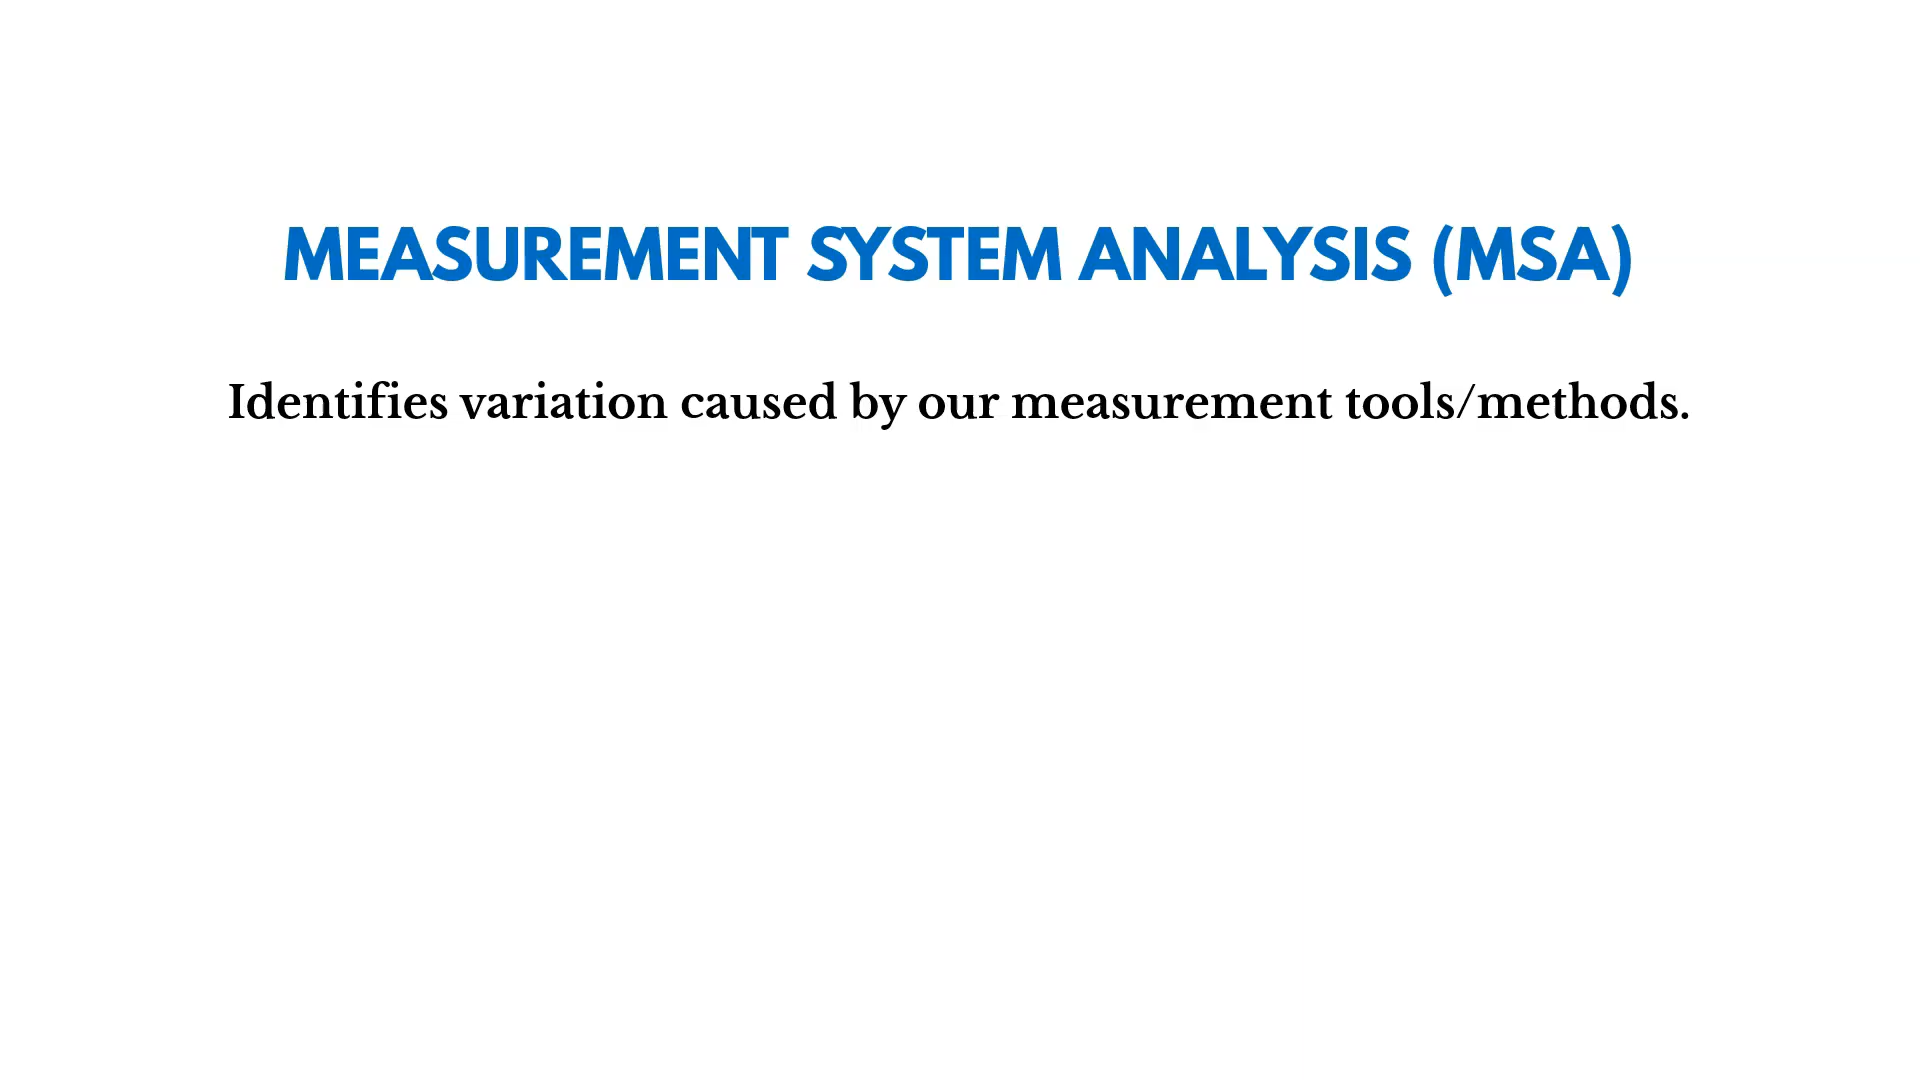 MEASUREMENT SYSTEM ANALYSIS (MSA)
Identifies variation caused by our measurement tools/methods.